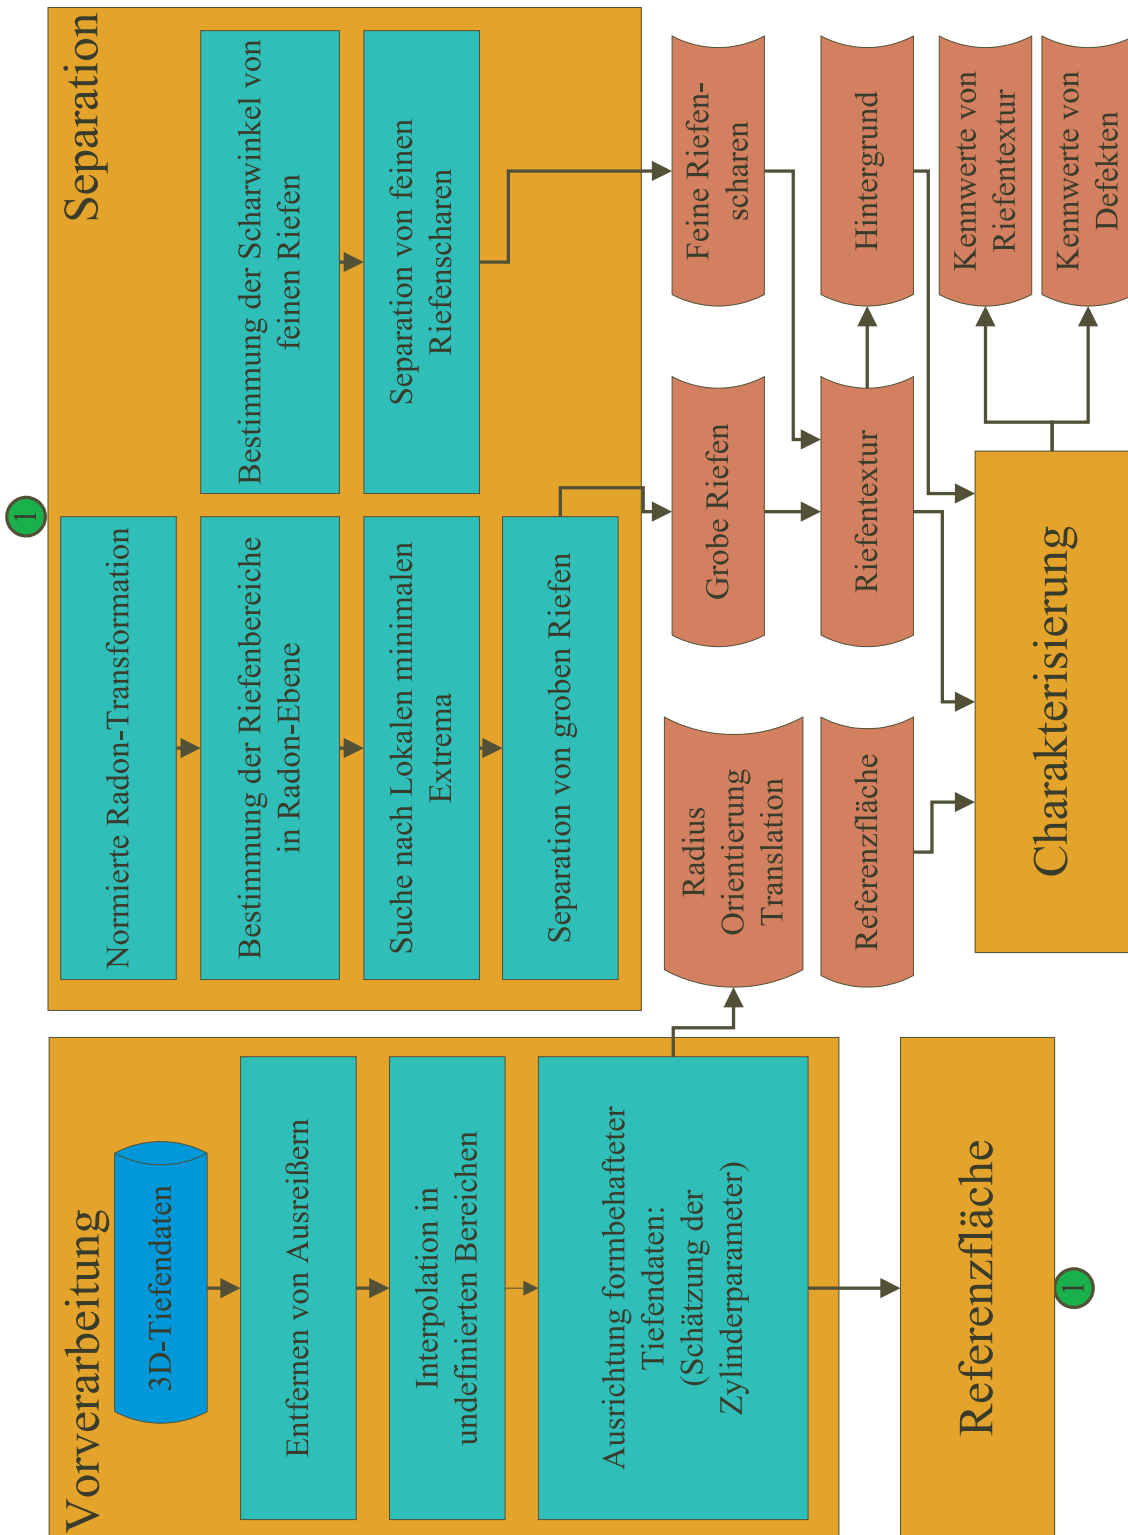 Vorverarbeitung
3D-Tiefendaten
Entfernen von Ausreißern
Interpolation in
undefinierten Bereichen
Ausrichtung formbehafteter
Tiefendaten:
(Schätzung der
Zylinderparameter)
Referenzfläche
1
1
Separation
Normierte Radon-Transformation
Bestimmung der Riefenbereiche
in Radon-Ebene
Suche nach Lokalen minimalen
Extrema
Separation von groben Riefen
Bestimmung der Scharwinkel von
feinen Riefen
Separation von feinen
Riefenscharen
Radius
Orientierung
Translation
Grobe Riefen
Feine Riefen-
scharen
Referenzfläche
Riefentextur
Hintergrund
Charakterisierung
Kennwerte von
Riefentextur
Kennwerte von
Defekten